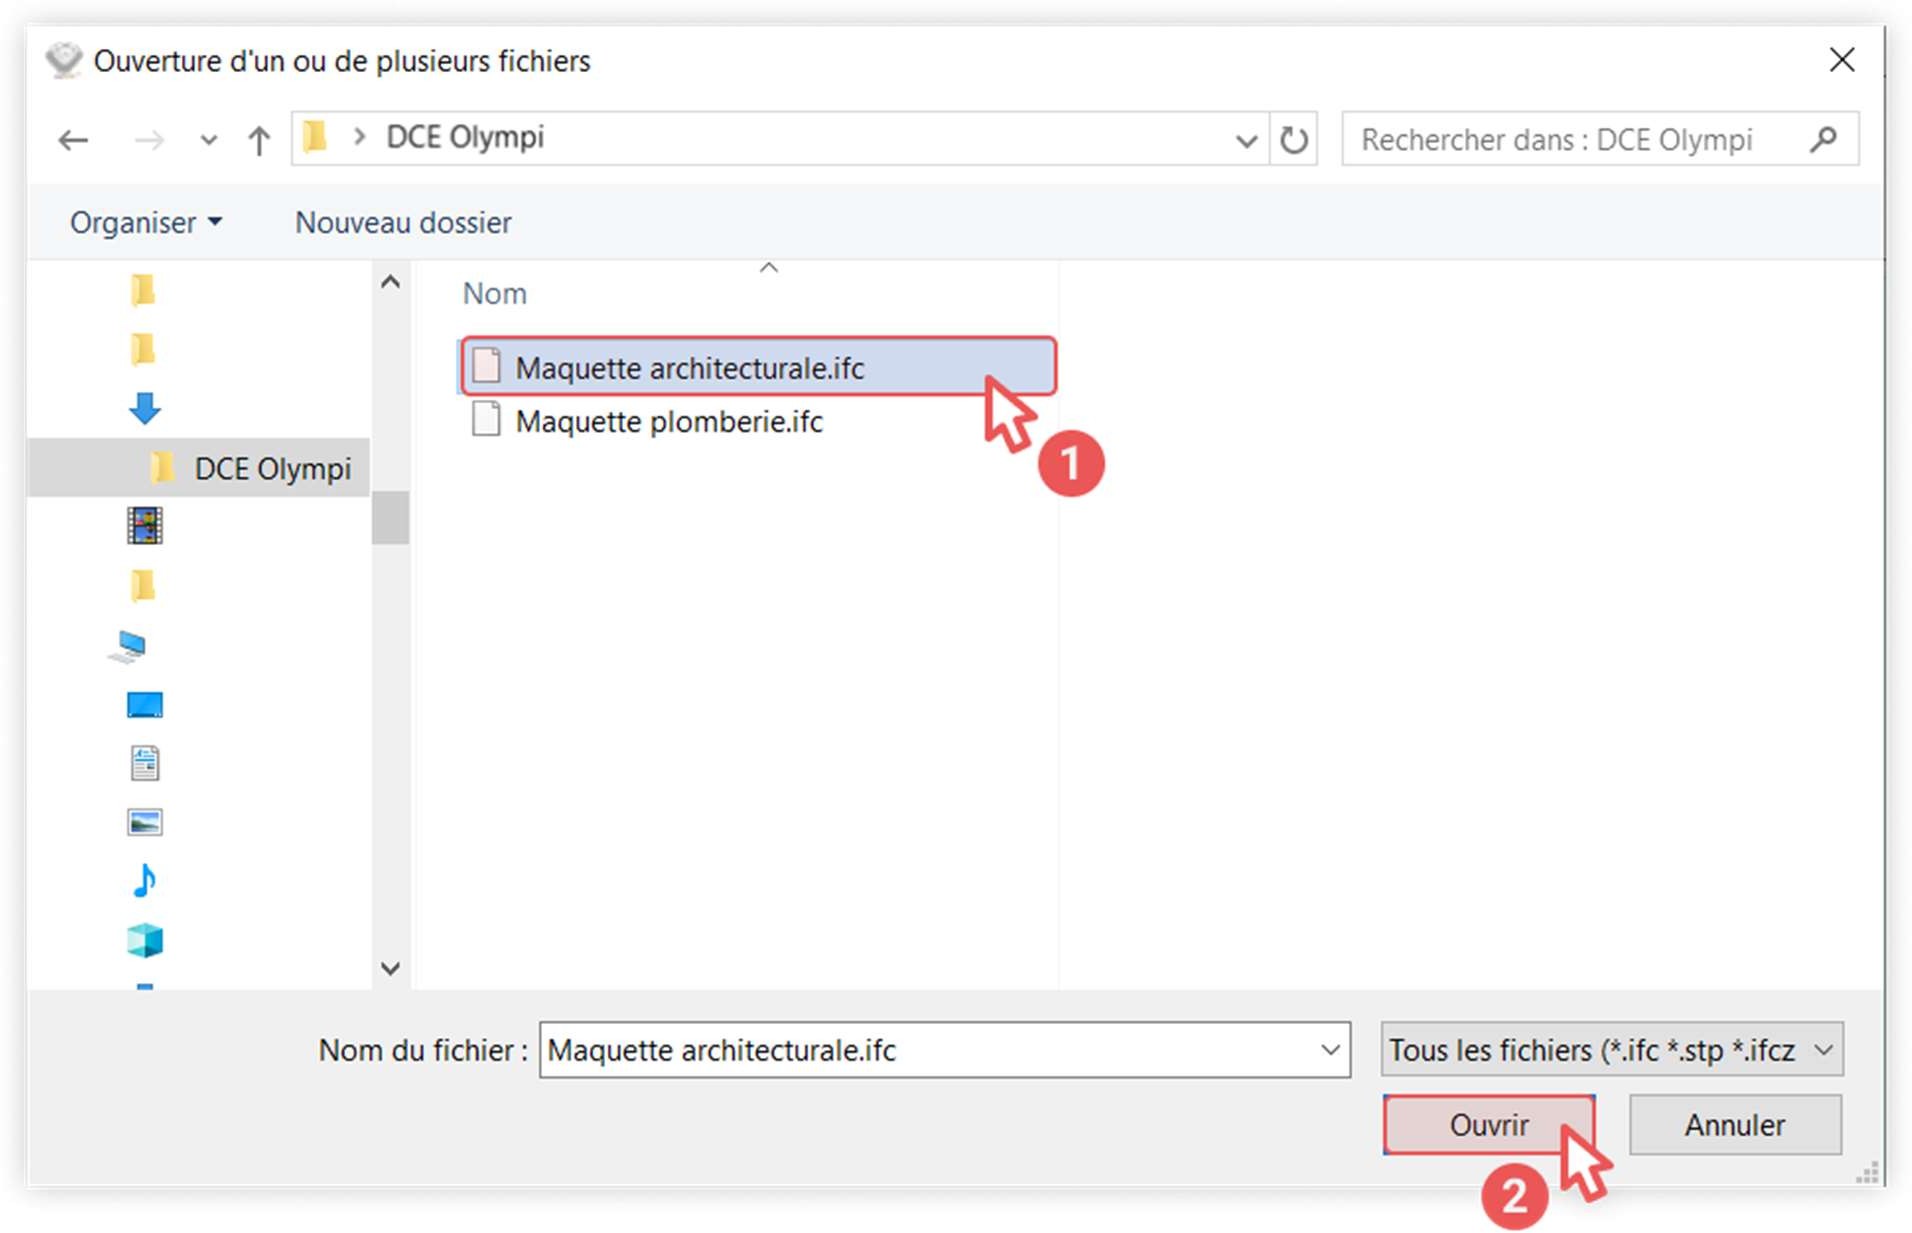 Ouverture d'un ou de plusieurs fichiers
DCE Olympi
Rechercher dans : DCE Olympi
Organiser
Nouveau dossier
Nom
Maquette architecturale.ifc
Maquette plomberie.ifc
1
DCE Olympi
Nom du fichier :
Maquette architecturale.ifc
Tous les fichiers (*.ifc *.stp *.ifcz
Ouvrir
Annuler
2